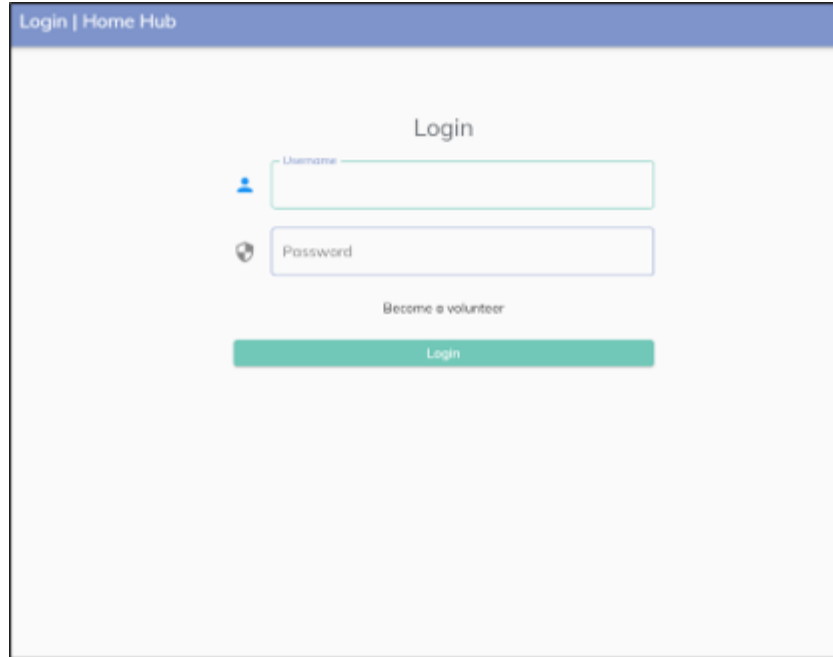 Login | Home Hub
Login
Username
Password
Become a volunteer
Login